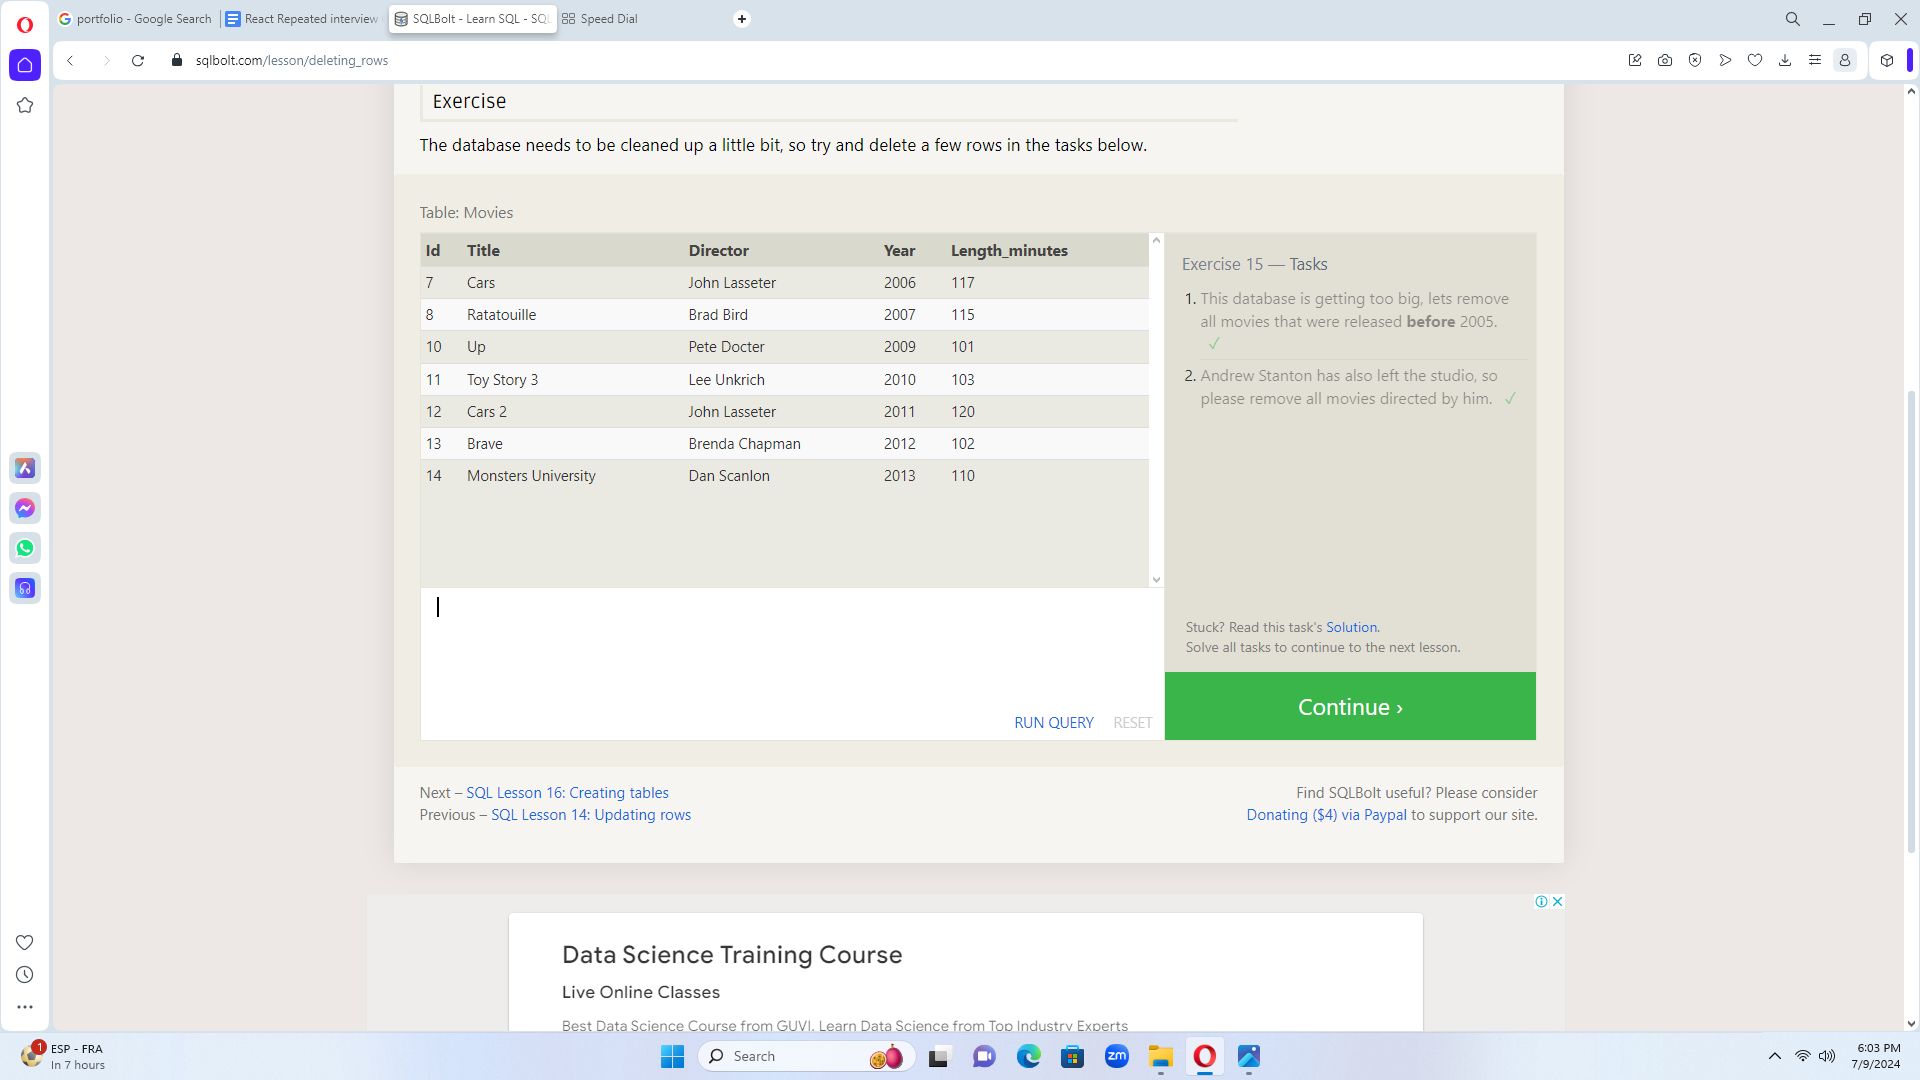 portfolio - Google Search
React Repeated interview
SQLBolt - Learn SQL - SQL
Speed Dial
sqlbolt.com/lesson/deleting_rows
Exercise
The database needs to be cleaned up a little bit, so try and delete a few rows in the tasks below.
Table: Movies
Id Title Director Year Length_minutes
7 Cars John Lasseter 2006 117
8 Ratatouille Brad Bird 2007 115
10 Up Pete Docter 2009 101
11 Toy Story 3 Lee Unkrich 2010 103
12 Cars 2 John Lasseter 2011 120
13 Brave Brenda Chapman 2012 102
14 Monsters University Dan Scanlon 2013 110
RUN QUERY RESET
Exercise 15 — Tasks
1. This database is getting too big, lets remove
all movies that were released before 2005.
✓
2. Andrew Stanton has also left the studio, so
please remove all movies directed by him. ✓
Stuck? Read this task's Solution.
Solve all tasks to continue to the next lesson.
Continue ›
Next – SQL Lesson 16: Creating tables
Previous – SQL Lesson 14: Updating rows
Find SQLBolt useful? Please consider
Donating ($4) via Paypal to support our site.
Data Science Training Course
Live Online Classes
Best Data Science Course from GUVI. Learn Data Science from Top Industry Experts
1
ESP - FRA
In 7 hours
Search
zm
6:03 PM
7/9/2024